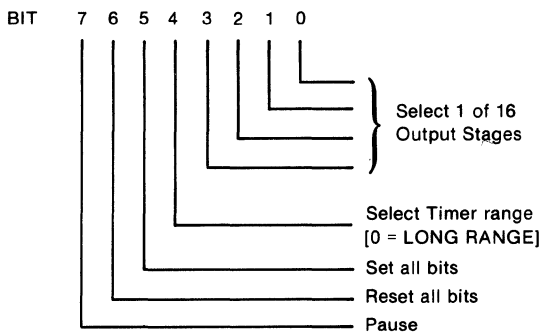 BIT 7 6 5 4 3 2 1 0
Select 1 of 16
Output Stages
Select Timer range
[0 = LONG RANGE]
Set all bits
Reset all bits
Pause